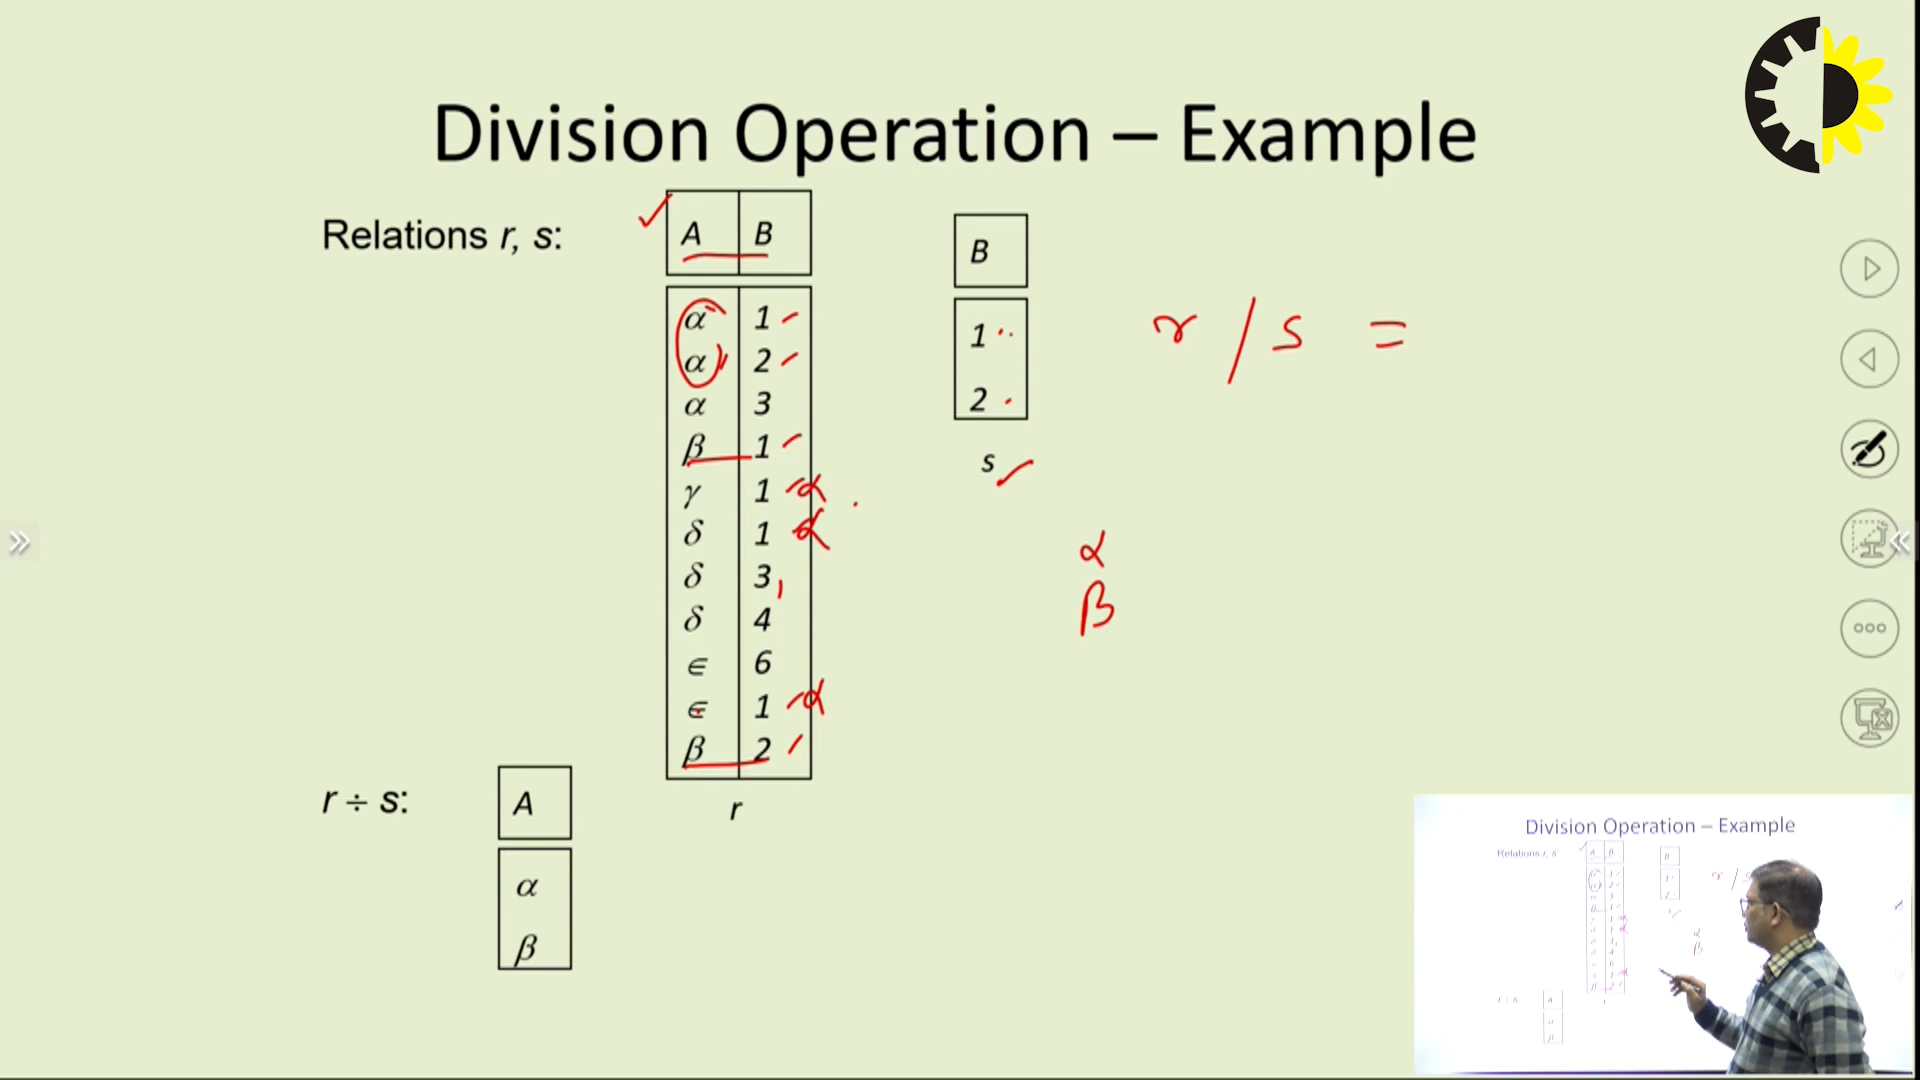 Division Operation – Example
Relations r, s:
A B
α 1
α 2
α 3
β 1
γ 1
δ 1
δ 3
δ 4
∈ 6
∈ 1
β 2
r
B
1
2
s
r / s =
α
β
r ÷ s:
A
α
β
Division Operation – Example
Relations r, s